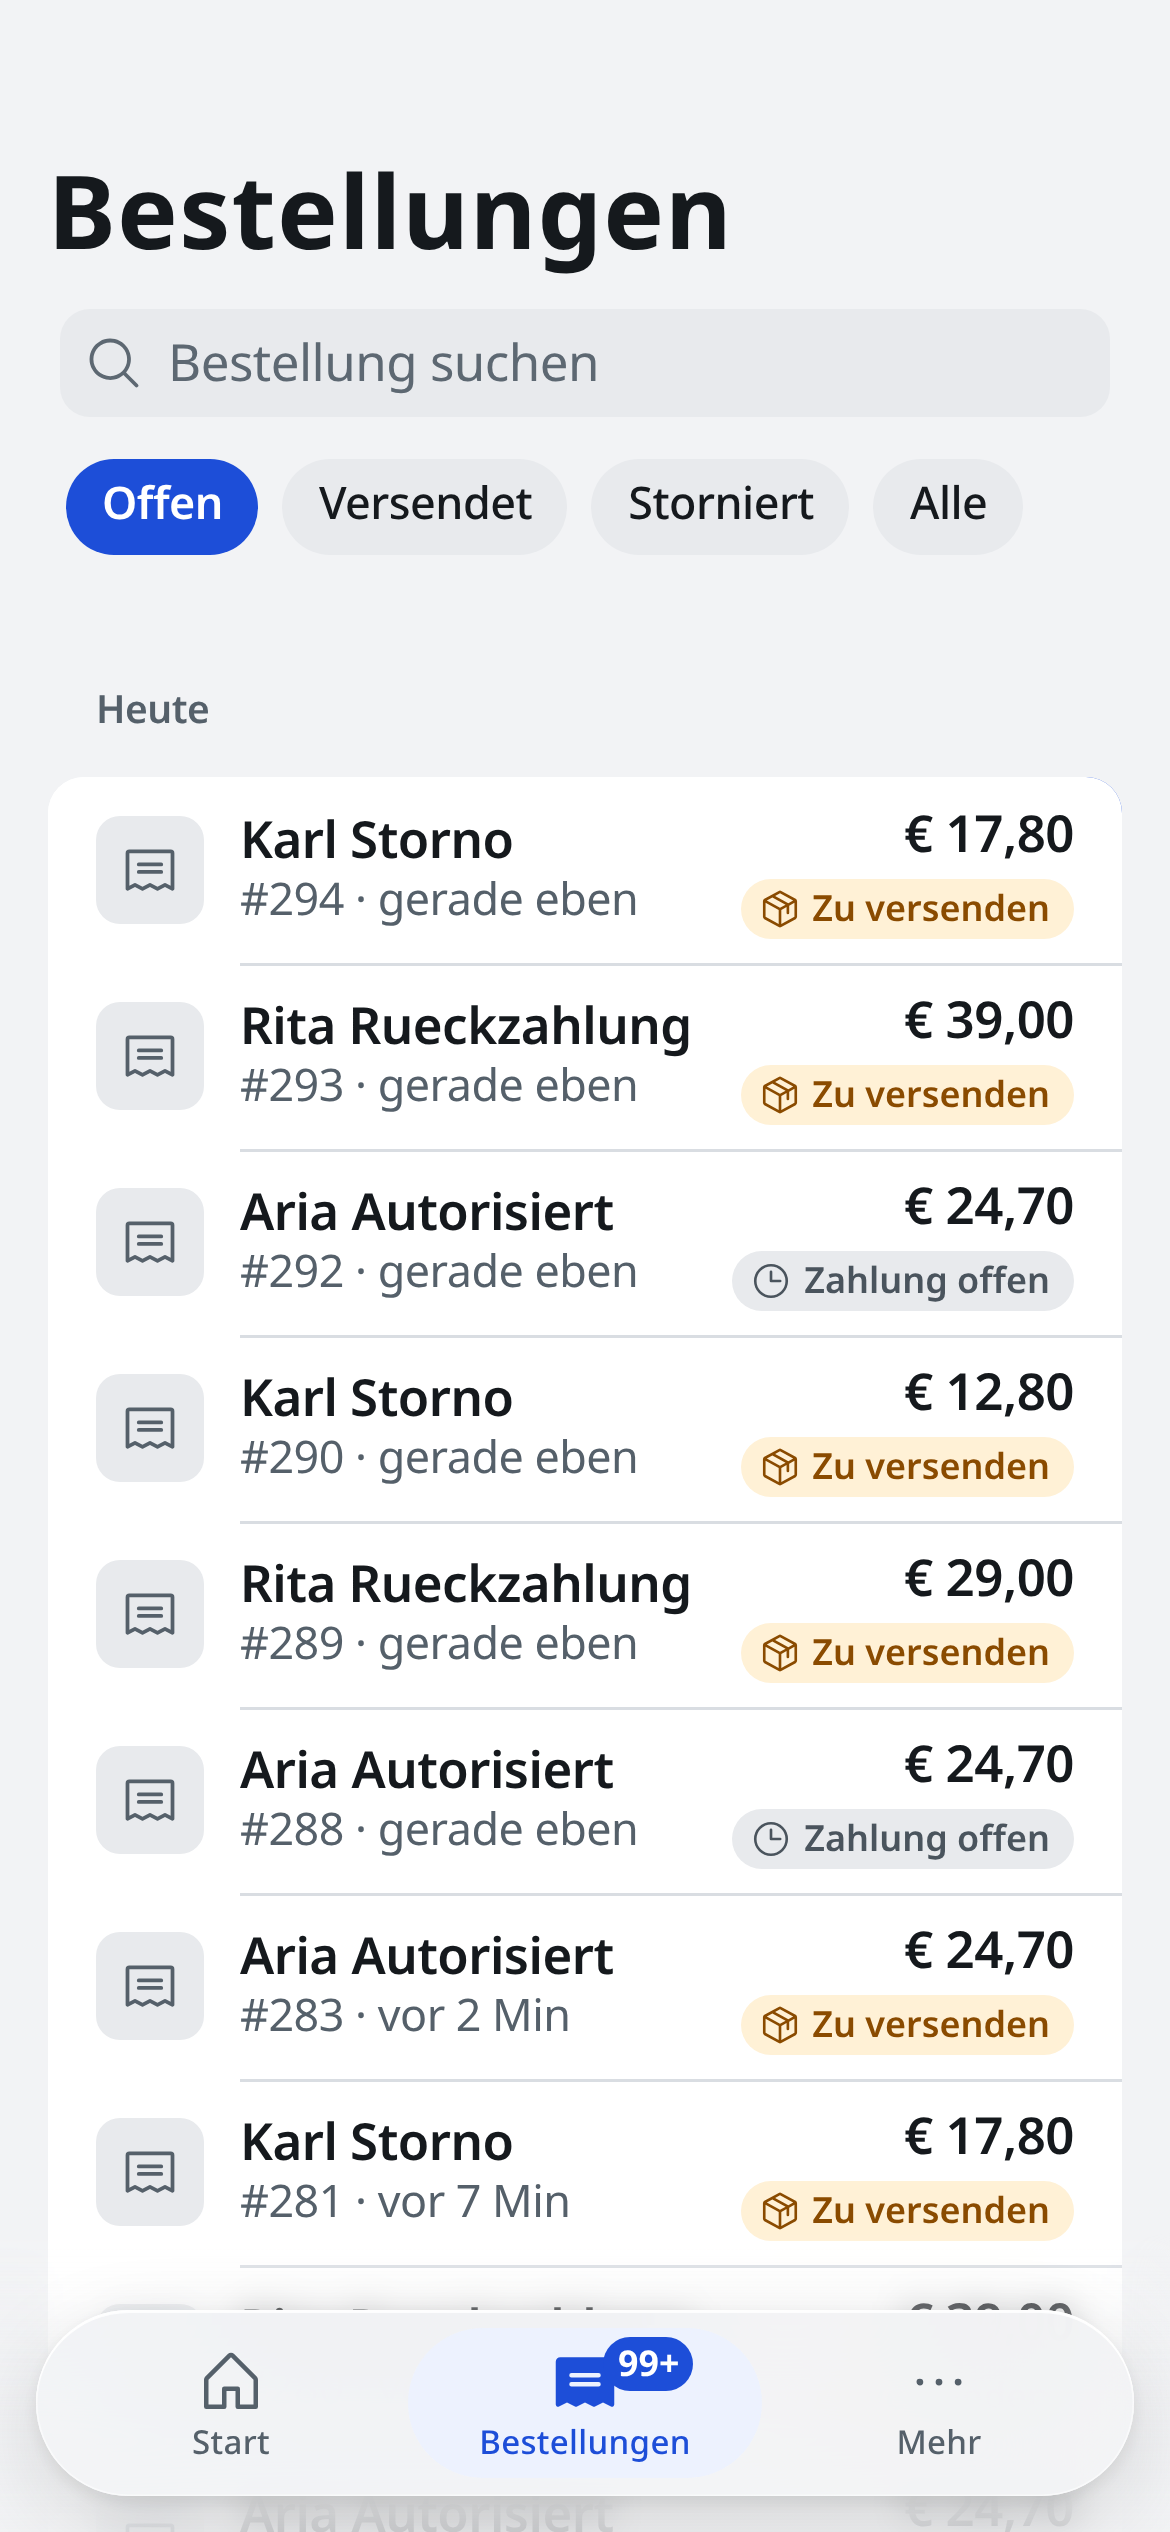 Bestellungen
Bestellung suchen
Offen
Versendet
Storniert
Alle
Heute
Karl Storno
€ 17,80
#294 · gerade eben
Zu versenden
Rita Rueckzahlung
€ 39,00
#293 · gerade eben
Zu versenden
Aria Autorisiert
€ 24,70
#292 · gerade eben
Zahlung offen
Karl Storno
€ 12,80
#290 · gerade eben
Zu versenden
Rita Rueckzahlung
€ 29,00
#289 · gerade eben
Zu versenden
Aria Autorisiert
€ 24,70
#288 · gerade eben
Zahlung offen
Aria Autorisiert
€ 24,70
#283 · vor 2 Min
Zu versenden
Karl Storno
€ 17,80
#281 · vor 7 Min
Zu versenden
99+
Start
Bestellungen
Mehr
Aria Autorisiert
€ 24,70